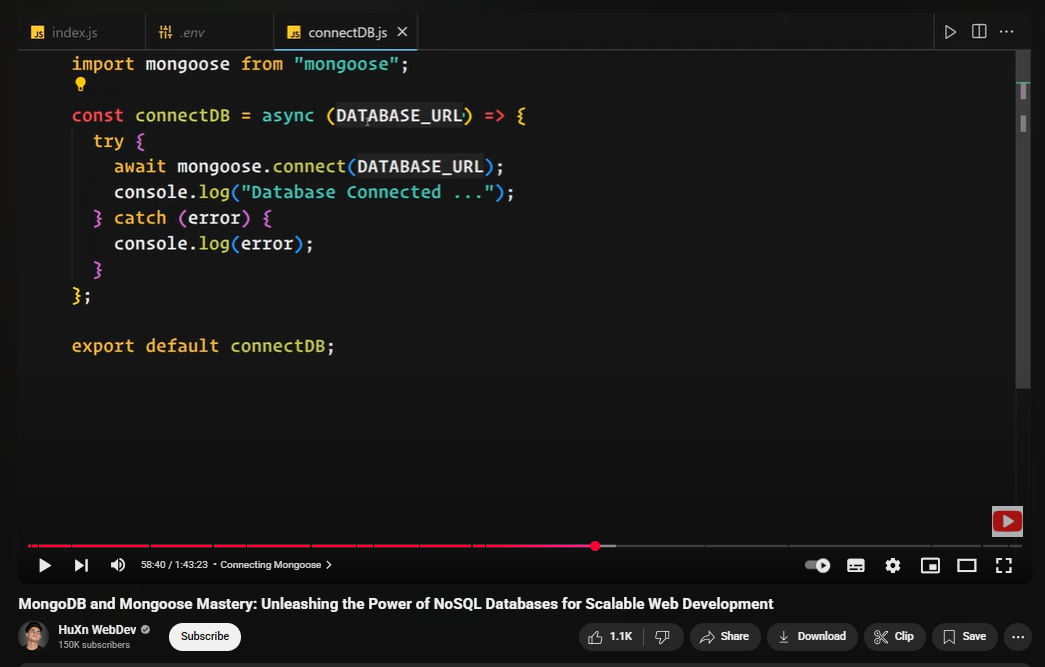 JS index.js .env JS connectDB.js
import mongoose from "mongoose";
const connectDB = async (DATABASE_URL) => {
try {
await mongoose.connect(DATABASE_URL);
console.log("Database Connected ...");
} catch (error) {
console.log(error);
}
};
export default connectDB;
58:40 / 1:43:23 • Connecting Mongoose >
MongoDB and Mongoose Mastery: Unleashing the Power of NoSQL Databases for Scalable Web Development
HuXn WebDev
150K subscribers
Subscribe
1.1K
Share
Download
Clip
Save